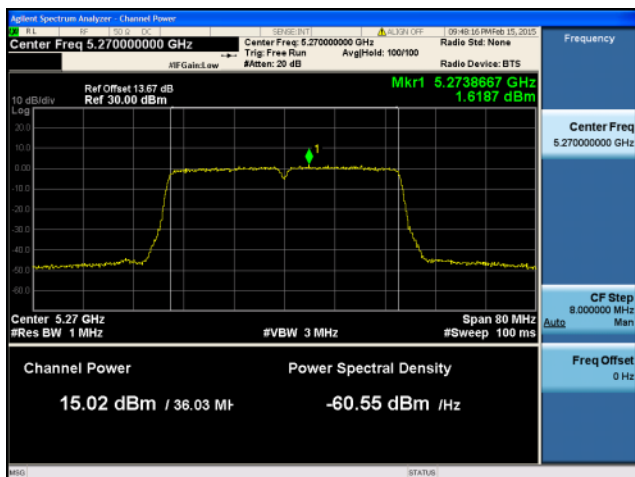 Agilent Spectrum Analyzer - Channel Power
RL RF 50 Ω DC SENSE:INT ALIGN OFF 09:48:16 PMFeb 15, 2015
Center Freq 5.270000000 GHz
Center Freq: 5.270000000 GHz
Radio Std: None
Trig: Free Run Avg|Hold: 100/100
#IFGain:Low #Atten: 20 dB Radio Device: BTS
Frequency
Mkr1 5.2738667 GHz
1.6187 dBm
Ref Offset 13.67 dB
10 dB/div Ref 30.00 dBm
Log
20.0
10.0
0.00
-10.0
-20.0
-30.0
-40.0
-50.0
-60.0
1
Center Freq
5.270000000 GHz
Center 5.27 GHz Span 80 MHz
#Res BW 1 MHz #VBW 3 MHz #Sweep 100 ms
CF Step
8.000000 MHz
Auto Man
Freq Offset
0 Hz
Channel Power Power Spectral Density
15.02 dBm / 36.03 MH -60.55 dBm /Hz
MSG STATUS